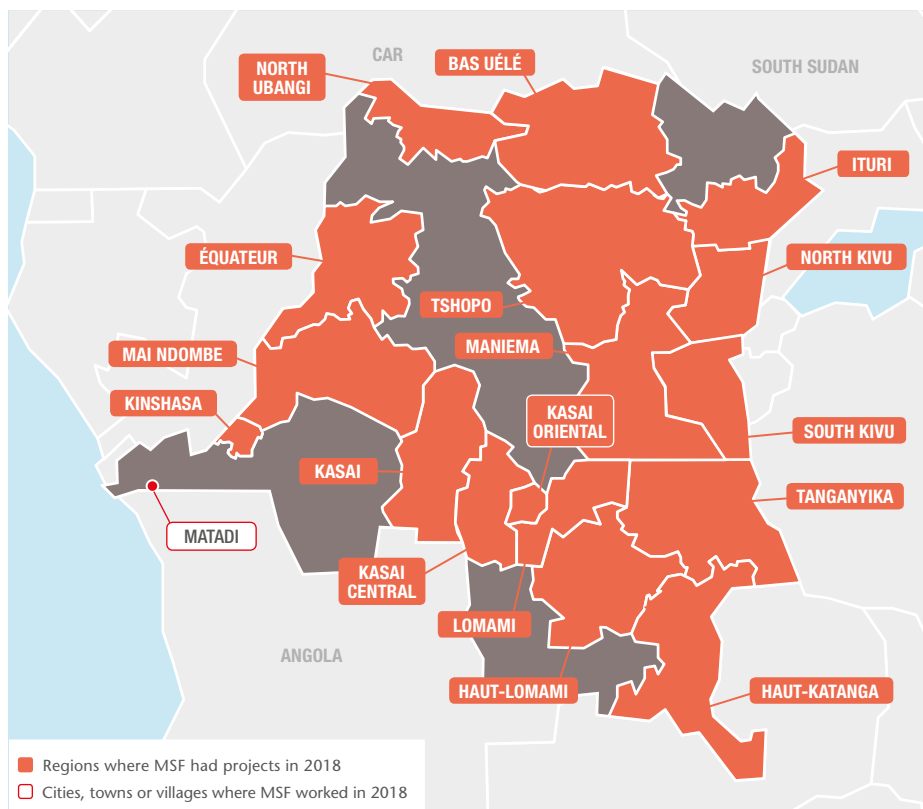 CAR
SOUTH SUDAN
NORTH
UBANGI
BAS UÉLÉ
ITURI
ÉQUATEUR
NORTH KIVU
TSHOPO
MANIEMA
MAI NDOMBE
KINSHASA
KASAI
ORIENTAL
SOUTH KIVU
KASAI
TANGANYIKA
MATADI
KASAI
CENTRAL
LOMAMI
ANGOLA
HAUT-LOMAMI
HAUT-KATANGA
Regions where MSF had projects in 2018
Cities, towns or villages where MSF worked in 2018